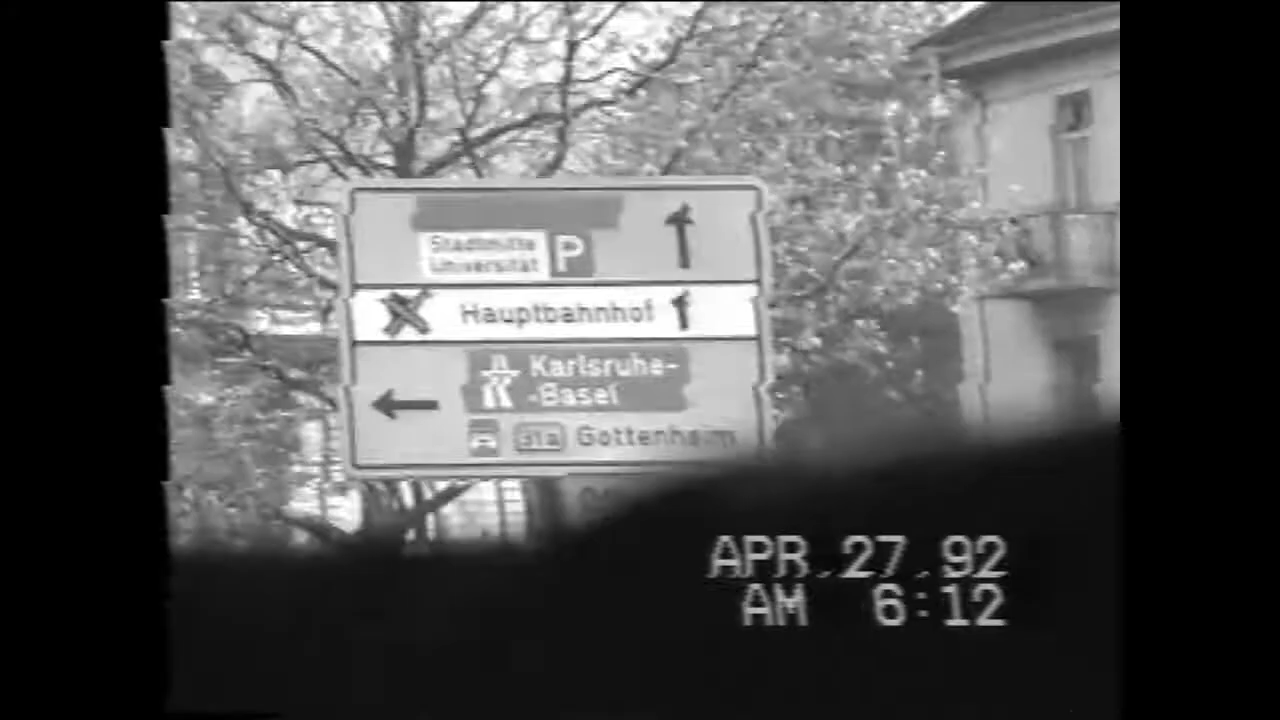 Stadtmitte P
Universität
Hauptbahnhof
Karlsruhe-
-Basel
31a Gottenheim
APR.27.92
AM 6:12